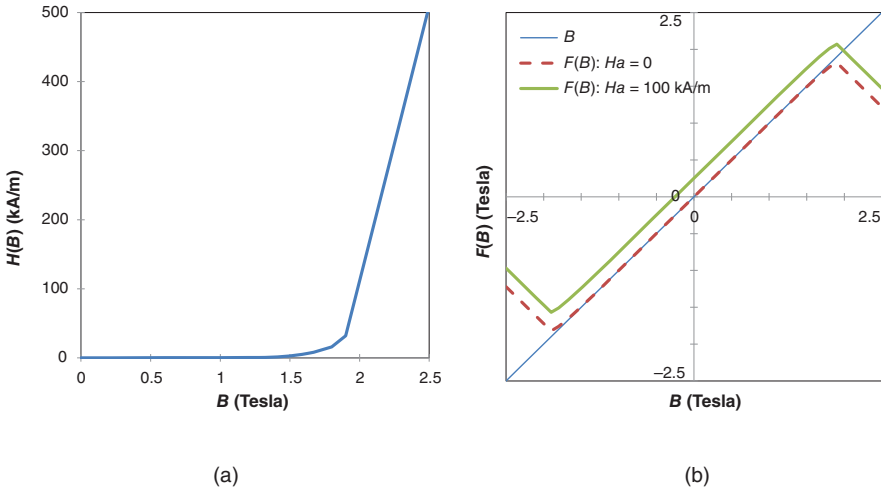 500
400
300
200
100
0
H(B) (kA/m)
0
0.5
1
1.5
2
2.5
B (Tesla)
(a)
2.5
B
F(B): Ha = 0
F(B): Ha = 100 kA/m
F(B) (Tesla)
0
–2.5
0
2.5
–2.5
B (Tesla)
(b)